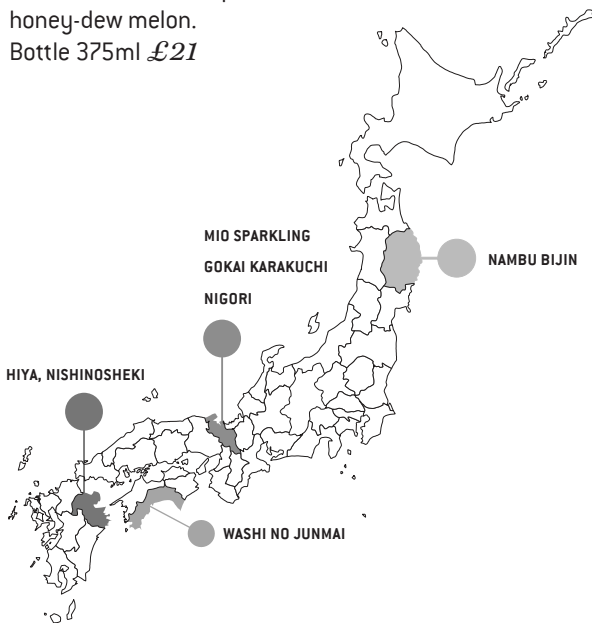 honey-dew melon.
Bottle 375ml £21
MIO SPARKLING
GOKAI KARAKUCHI
NIGORI
NAMBU BIJIN
HIYA, NISHINOSHEKI
WASHI NO JUNMAI